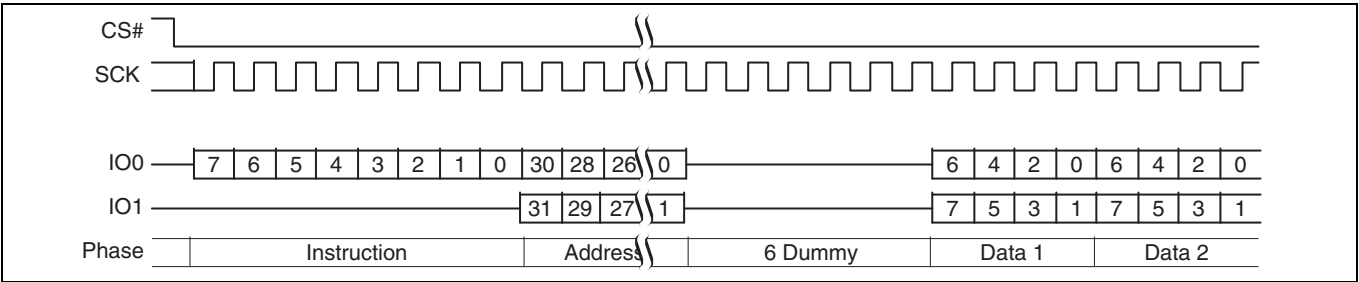 CS#
SCK
IO0 7 6 5 4 3 2 1 0 30 28 26 0 6 4 2 0 6 4 2 0
IO1 31 29 27 1 7 5 3 1 7 5 3 1
Phase Instruction Address 6 Dummy Data 1 Data 2